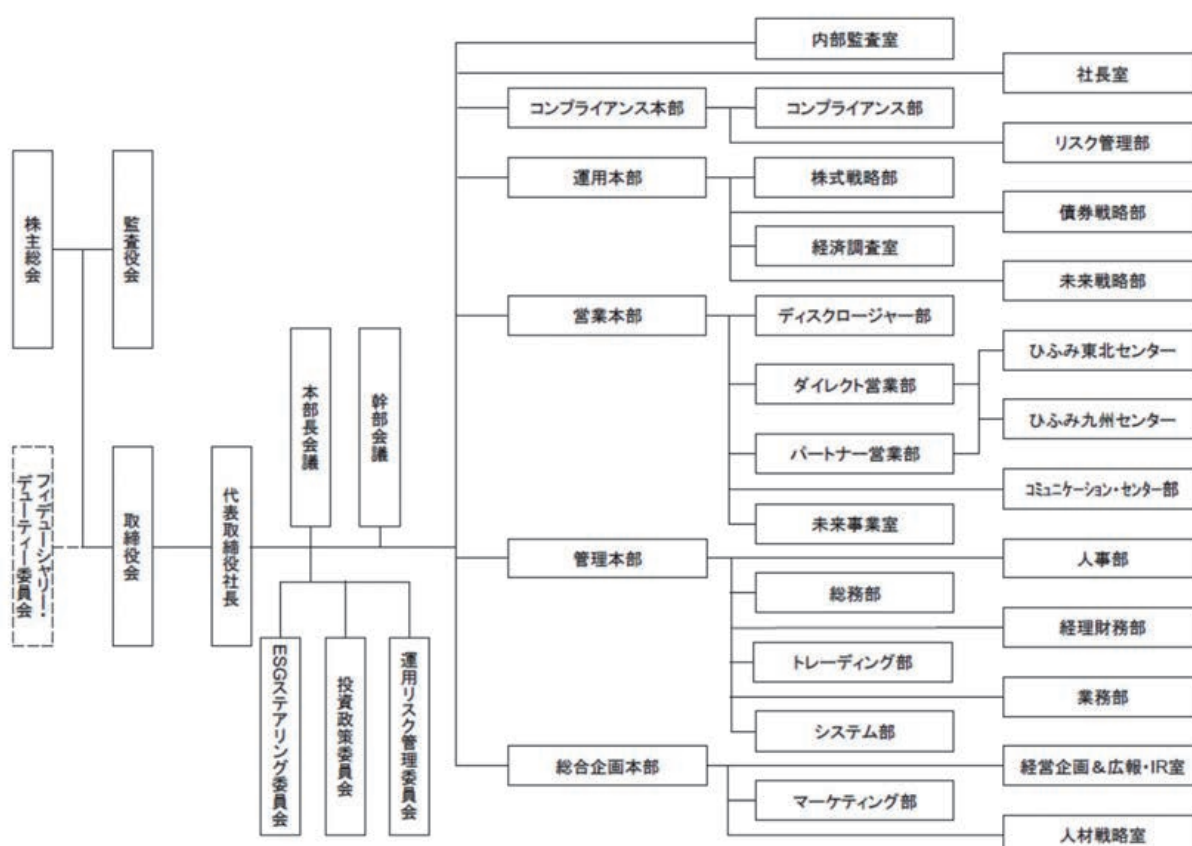 株主総会
監査役会
フィデューシャリー・
デューティー委員会
取締役会
代表取締役社長
本部長会議
幹部会議
ESGステアリング委員会
投資政策委員会
運用リスク管理委員会
内部監査室
社長室
コンプライアンス本部
コンプライアンス部
リスク管理部
運用本部
株式戦略部
債券戦略部
経済調査室
未来戦略部
営業本部
ディスクロージャー部
ひふみ東北センター
ダイレクト営業部
ひふみ九州センター
パートナー営業部
コミュニケーション・センター部
未来事業室
管理本部
人事部
総務部
経理財務部
トレーディング部
業務部
システム部
総合企画本部
経営企画&広報・IR室
マーケティング部
人材戦略室